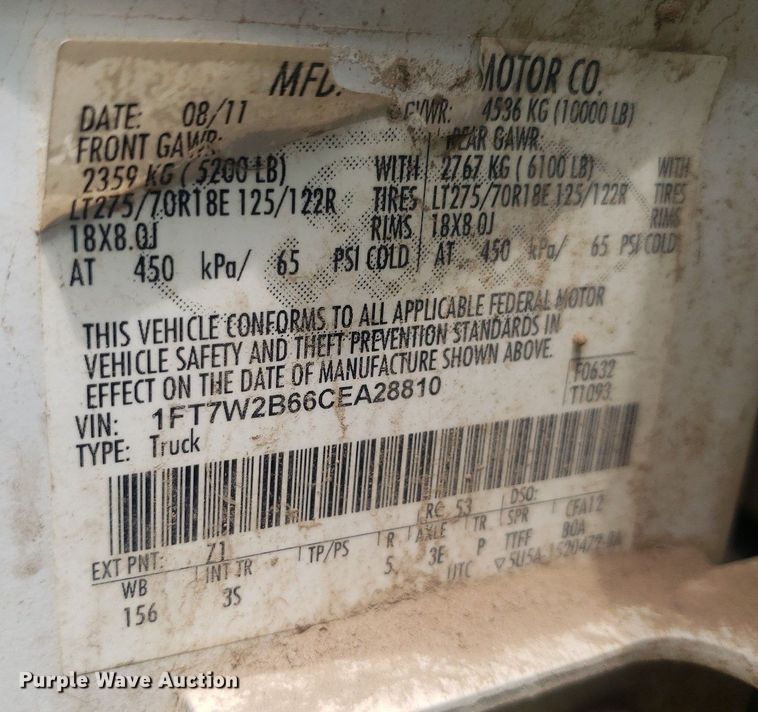 MFD. MOTOR CO.
DATE: 08/11 GVWR: 4536 KG (10000 LB)
FRONT GAWR: REAR GAWR:
2359 KG (5200 LB) WITH 2767 KG (6100 LB) WITH
LT275/70R18E 125/122R TIRES LT275/70R18E 125/122R TIRES
18X8.0J RIMS 18X8.0J RIMS
AT 450 kPa/ 65 PSI COLD AT 450 kPa/ 65 PSI COLD
THIS VEHICLE CONFORMS TO ALL APPLICABLE FEDERAL MOTOR
VEHICLE SAFETY AND THEFT PREVENTION STANDARDS IN
EFFECT ON THE DATE OF MANUFACTURE SHOWN ABOVE.
VIN: 1FT7W2B66CEA28810 F0632
TYPE: Truck T1093
EXT PNT: Z1 RC 53 DSO:
WB INT TR TP/PS R AXLE TR SPR CFA12
156 3S 5 3E P TTFF BOA
UTC
Purple Wave Auction